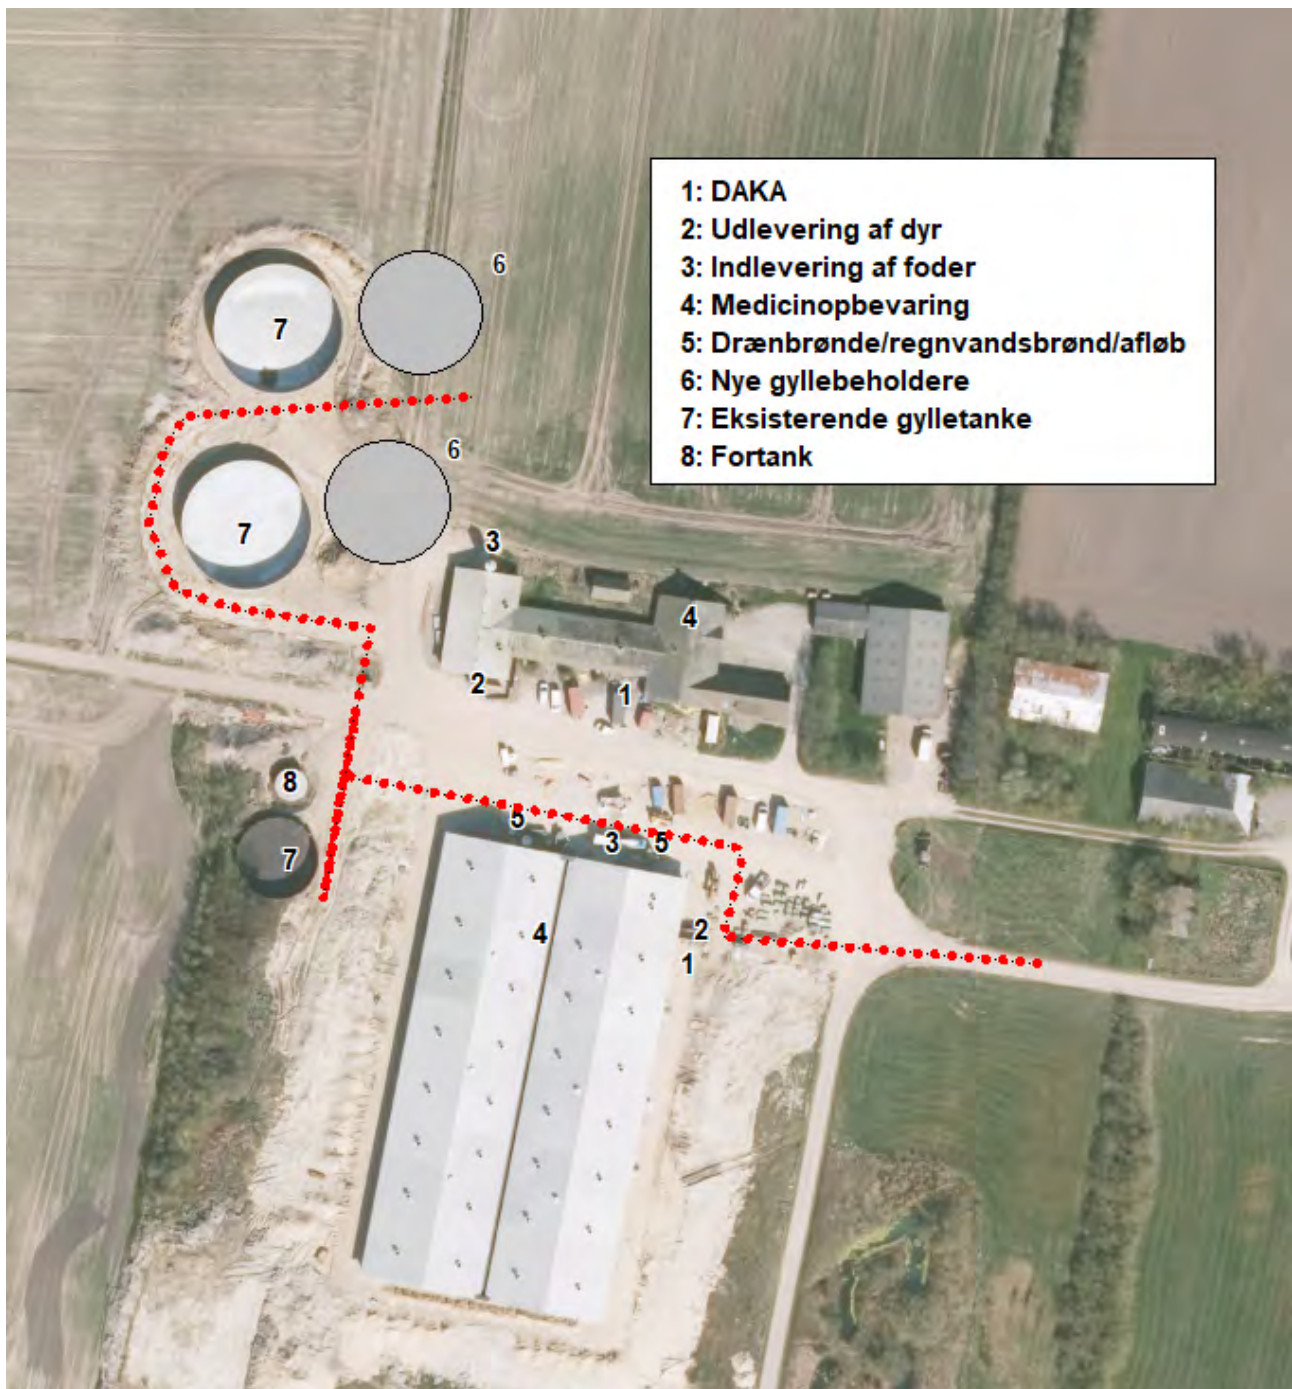 1: DAKA
2: Udlevering af dyr
3: Indlevering af foder
4: Medicinopbevaring
5: Drænbrønde/regnvandsbrønd/afløb
6: Nye gyllebeholdere
7: Eksisterende gylletanke
8: Fortank
6
7
6
7
3
4
2
1
8
5
3
5
7
4
2
1